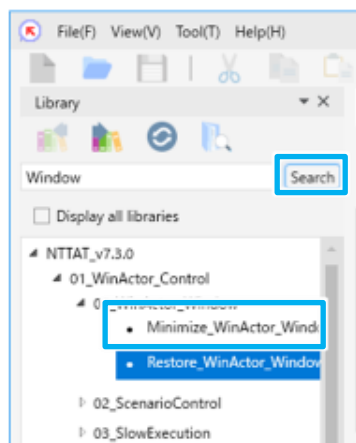 File(F) View(V) Tool(T) Help(H)
Library
Window Search
Display all libraries
NTTAT_v7.3.0
01_WinActor_Control
Minimize_WinActor_Windo
Restore_WinActor_Window
02_ScenarioControl
03_SlowExecution